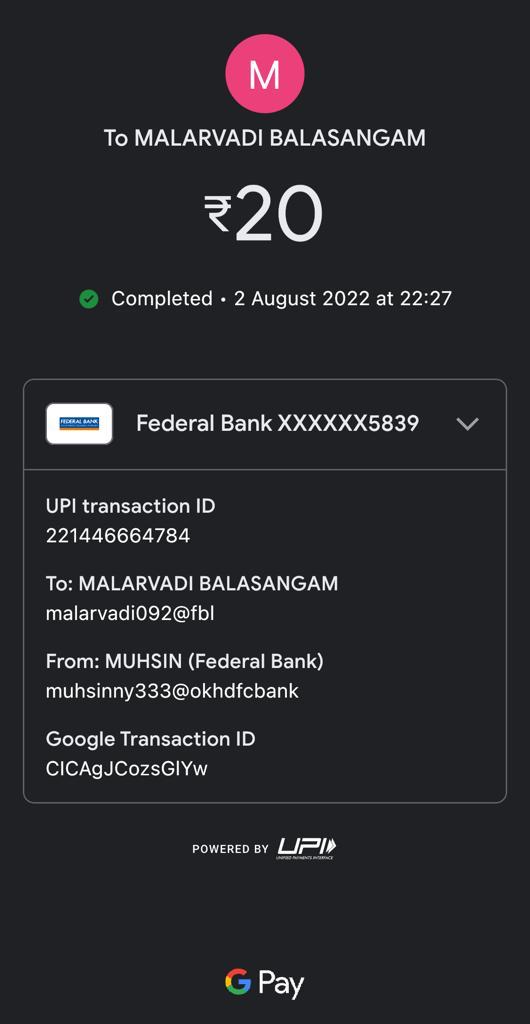 M
To MALARVADI BALASANGAM
₹20
Completed • 2 August 2022 at 22:27
FEDERAL BANK
Federal Bank XXXXXX5839
UPI transaction ID
221446664784
To: MALARVADI BALASANGAM
malarvadi092@fbl
From: MUHSIN (Federal Bank)
muhsinny333@okhdfcbank
Google Transaction ID
CICAgJCozsGlYw
POWERED BY UPI
UNIFIED PAYMENTS INTERFACE
G Pay